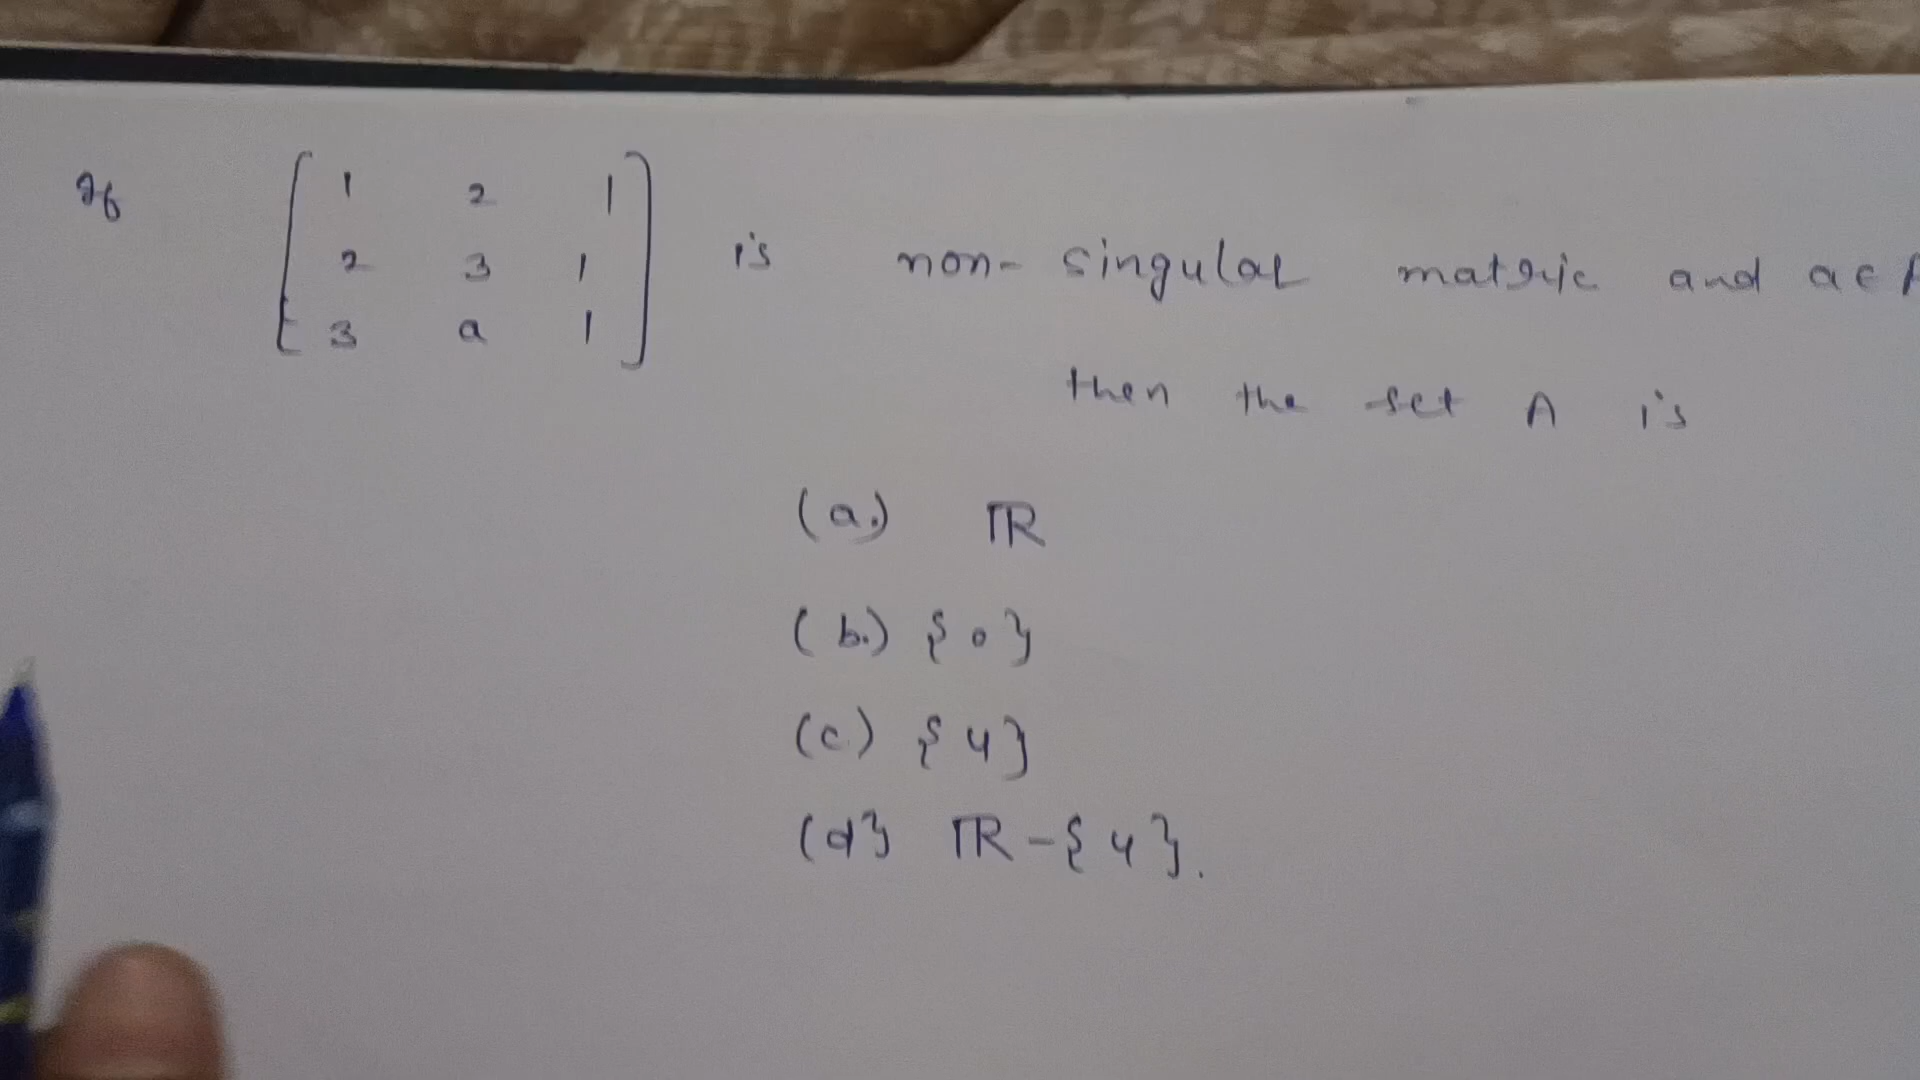 If [ 1 2 1 ] is non-singular matric and a ∈ A
2 3 1
3 a 1
then the set A is
(a.) ℝ
(b.) {0}
(c.) {4}
(d} ℝ-{4}.